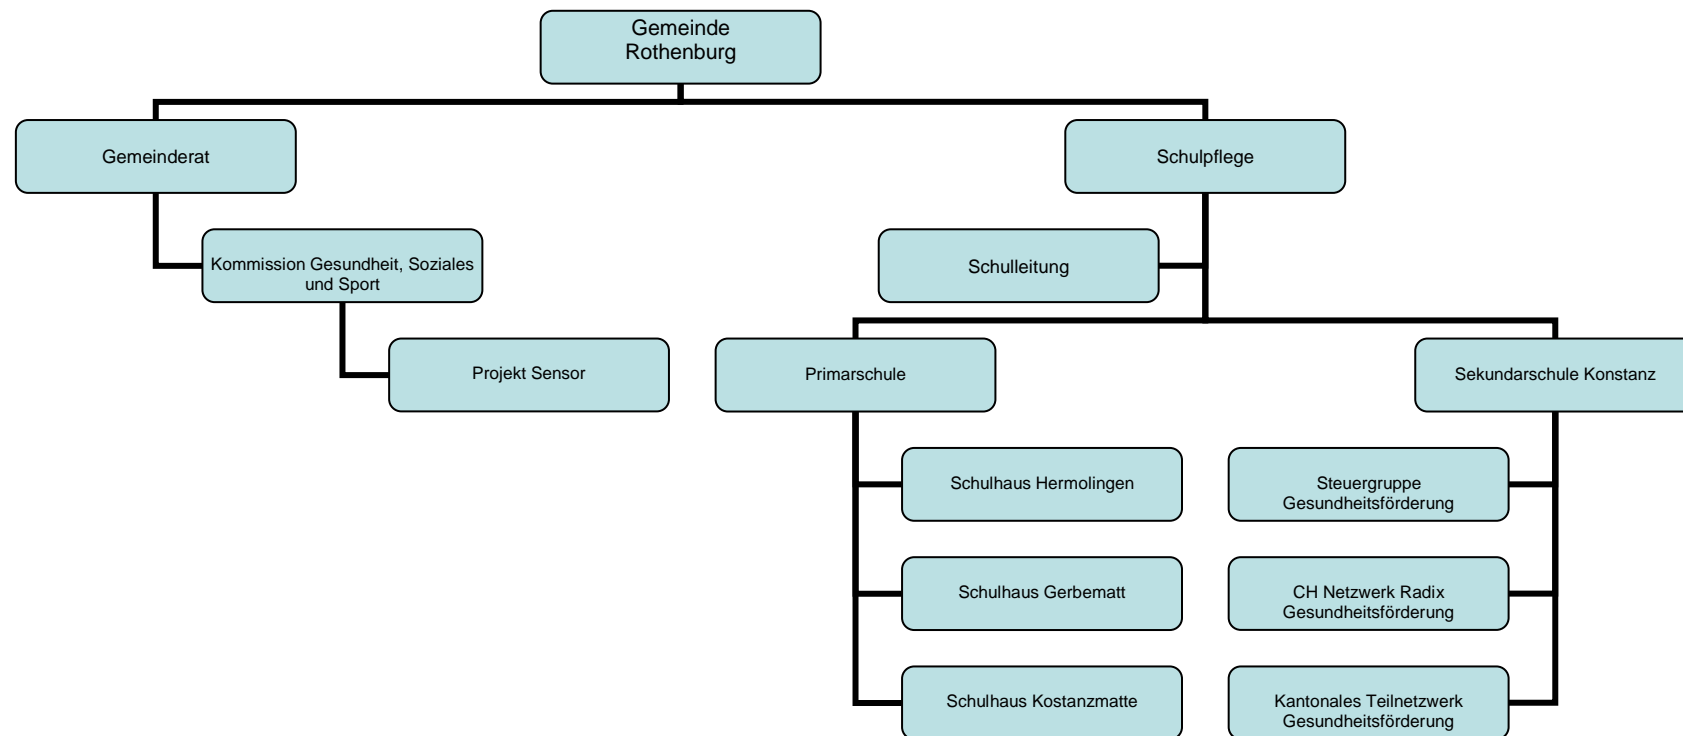 Gemeinde
Rothenburg
Gemeinderat
Schulpflege
Kommission Gesundheit, Soziales
und Sport
Schulleitung
Projekt Sensor
Primarschule
Sekundarschule Konstanz
Schulhaus Hermolingen
Steuergruppe
Gesundheitsförderung
Schulhaus Gerbematt
CH Netzwerk Radix
Gesundheitsförderung
Schulhaus Kostanzmatte
Kantonales Teilnetzwerk
Gesundheitsförderung